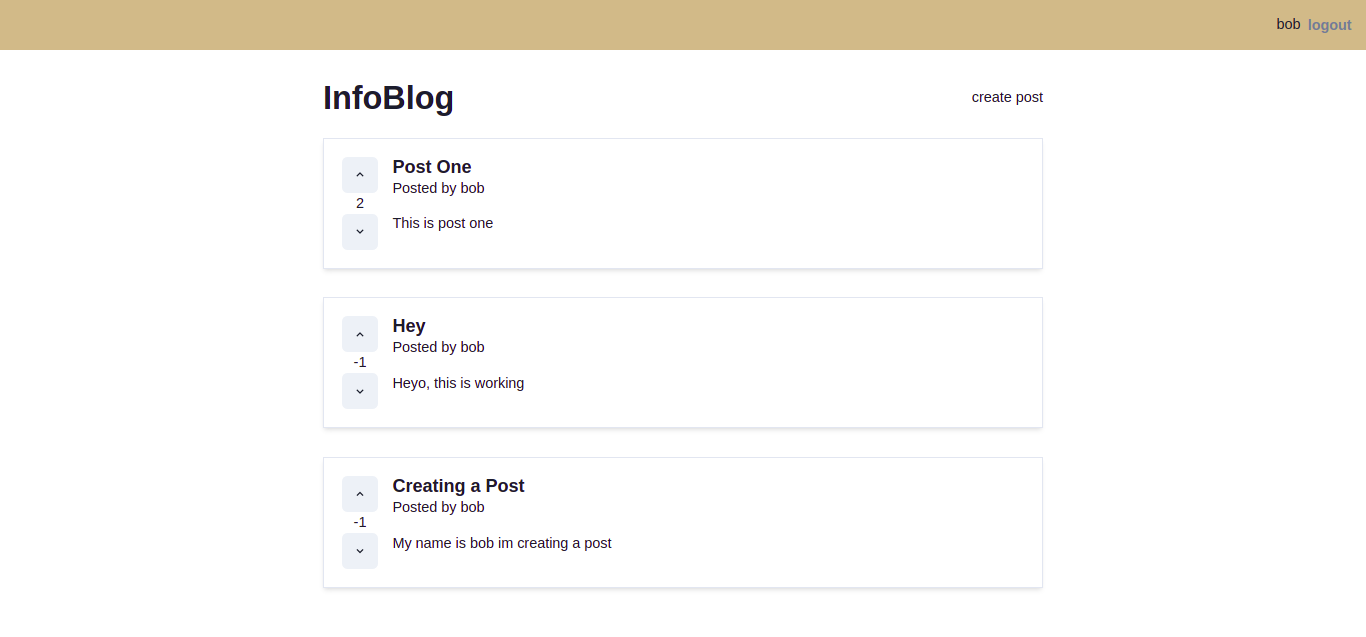 bob logout
InfoBlog
create post
Post One
Posted by bob
2
This is post one
Hey
Posted by bob
-1
Heyo, this is working
Creating a Post
Posted by bob
-1
My name is bob im creating a post